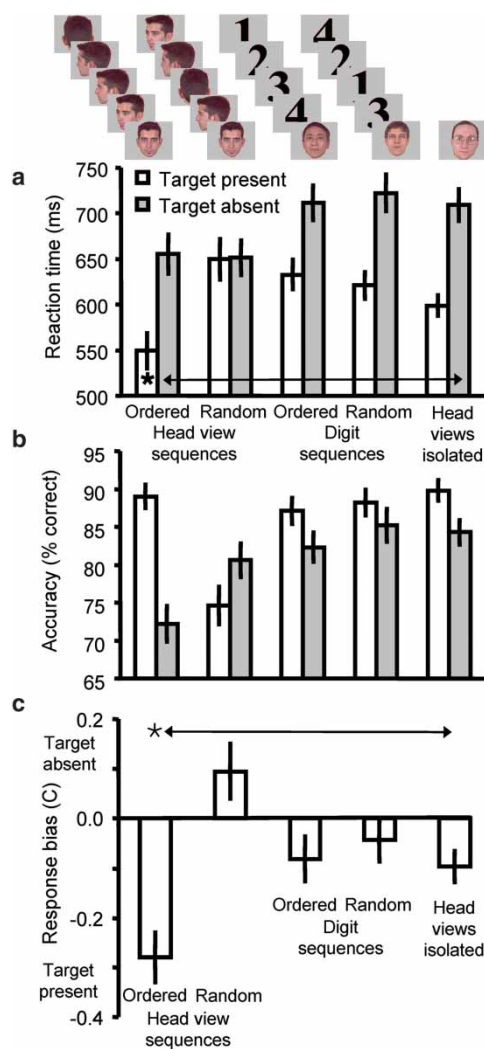 1 4
2 2
3 1
4 3
a
750
700
650
600
550
500
Reaction time (ms)
Target present
Target absent
*
Ordered Random Ordered Random Head
Head view Digit views
sequences sequences isolated
b
95
90
85
80
75
70
65
Accuracy (% correct)
c
0.2
0.0
-0.2
-0.4
Target
absent
Response bias (C)
Target
present
*
Ordered Random Head
Digit views
sequences isolated
Ordered Random
Head view
sequences